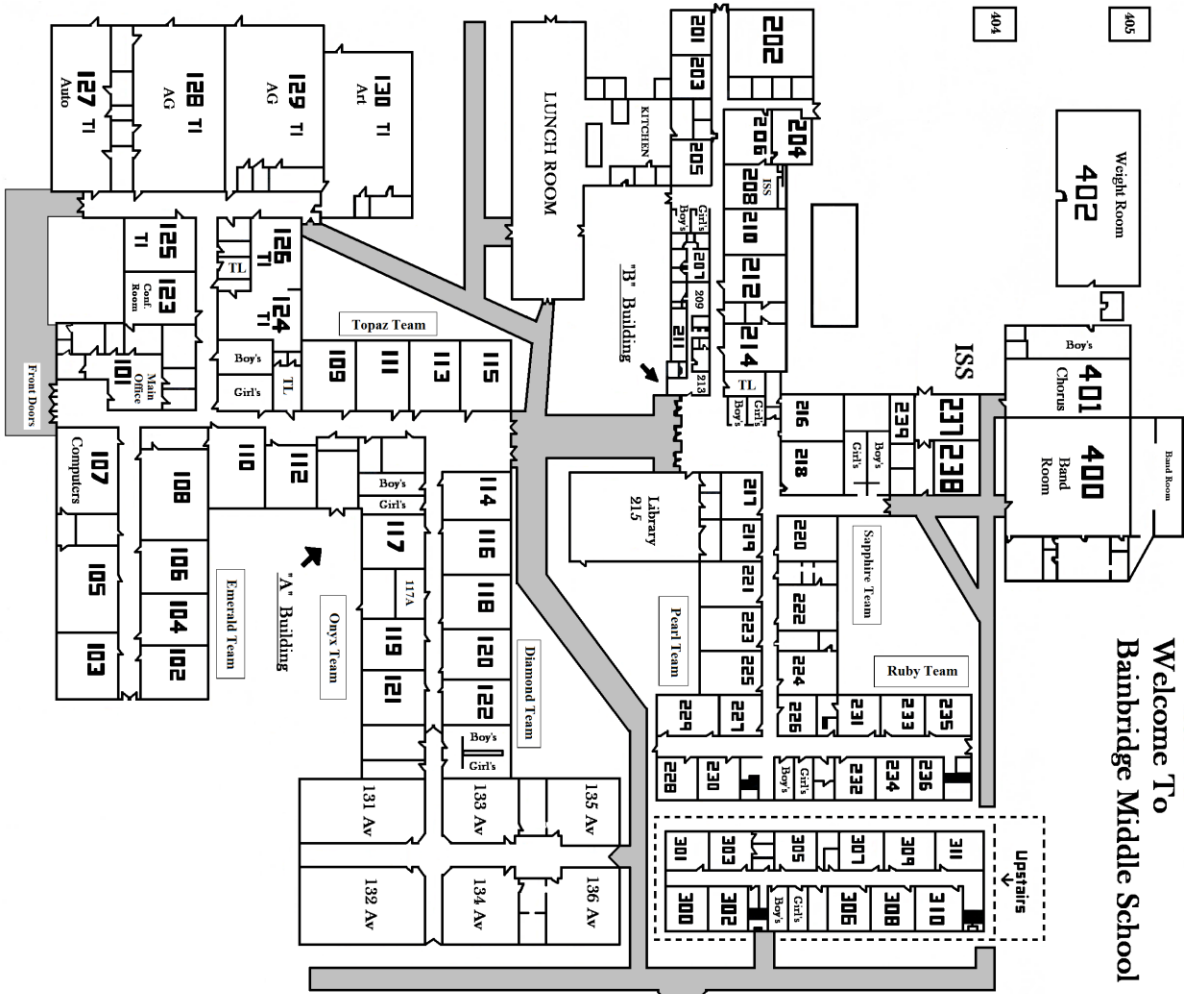 Welcome To
Bainbridge Middle School
404
405
Weight Room
402
Boy's
Chorus
401
400
Band
Room
Band Room
ISS
237
238
239
216
218
Boy's
Girl's
201
202
203
204
205
206
208
ISS
210
212
214
TL
Boy's
Girl's
Boy's
Girl's
207
209
211
213
KITCHEN
LUNCH ROOM
"B" Building
130 TI
Art
129 TI
AG
128 TI
AG
127 TI
Auto
126
TI
TL
124
TI
125
TI
123
Conf.
Room
101
Main
Office
Front Doors
Boy's
Girl's
TL
Topaz Team
109
111
113
115
107
Computers
108
110
112
Boy's
Girl's
105
106
103
104
102
Emerald Team
"A" Building
Onyx Team
117
117A
119
121
114
116
118
120
122
Boy's
Girl's
Diamond Team
131 Av
133 Av
135 Av
132 Av
134 Av
136 Av
Library
215
217
219
221
223
225
Pearl Team
220
222
224
226
Sapphire Team
Ruby Team
229
227
231
233
235
228
230
Boy's
Girl's
232
234
236
Upstairs
301
303
305
307
309
311
300
302
Boy's
Girl's
306
308
310